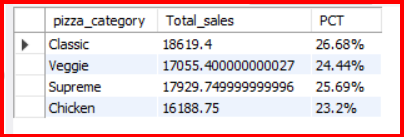 pizza_category Total_sales PCT
Classic 18619.4 26.68%
Veggie 17055.400000000027 24.44%
Supreme 17929.749999999996 25.69%
Chicken 16188.75 23.2%